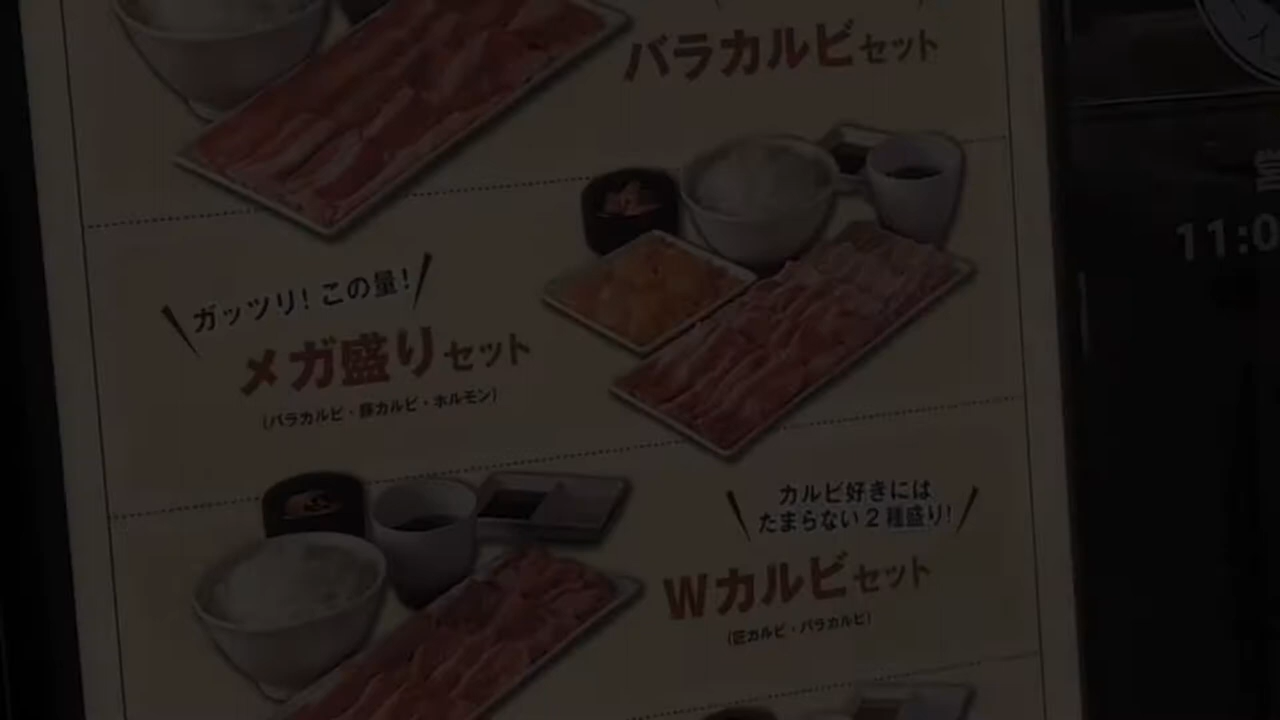 バラカルビセット
ガッツリ! この量!
メガ盛りセット
(バラカルビ・豚カルビ・ホルモン)
カルビ好きには
たまらない2種盛り!
Wカルビセット
(匠カルビ・バラカルビ)
11:0